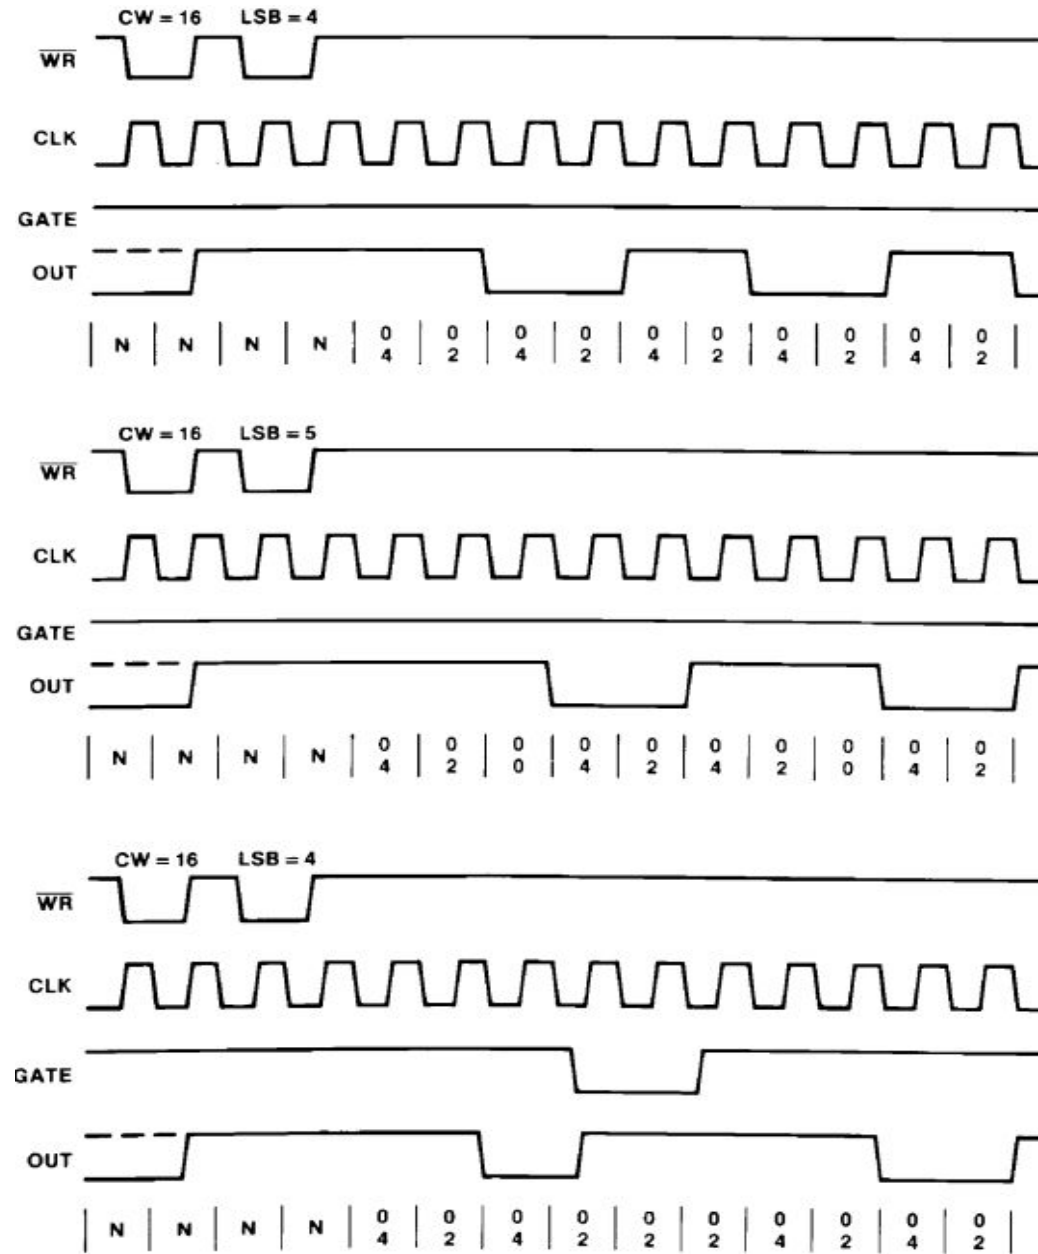 CW = 16 LSB = 4
WR
CLK
GATE
OUT
N N N N 0 0 0 0 0 0 0 0 0 0
4 2 4 2 4 2 4 2 4 2
CW = 16 LSB = 5
WR
CLK
GATE
OUT
N N N N 0 0 0 0 0 0 0 0 0 0
4 2 0 4 2 4 2 0 4 2
CW = 16 LSB = 4
WR
CLK
GATE
OUT
N N N N 0 0 0 0 0 0 0 0 0 0
4 2 4 2 2 2 4 2 4 2